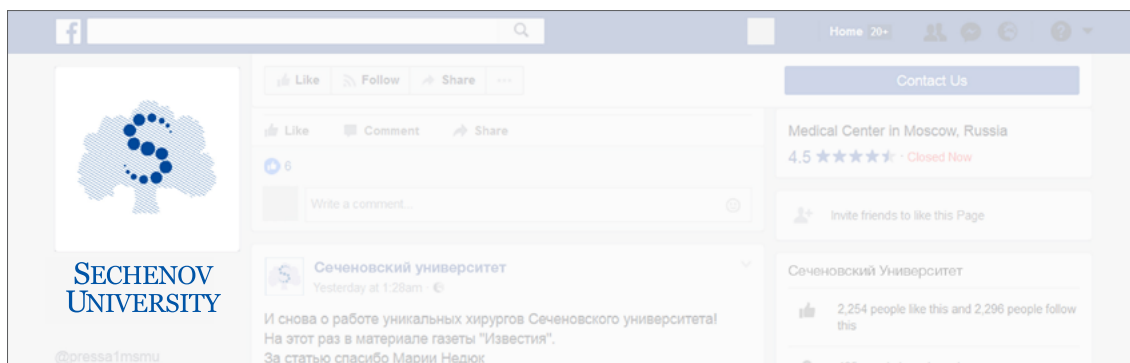 f
Home 20+
Like Follow Share ...
Contact Us
Like Comment Share
6
Write a comment...
Medical Center in Moscow, Russia
4.5 ★★★★★ · Closed Now
Invite friends to like this Page
S
SECHENOV
UNIVERSITY
@pressa1msmu
Сеченовский университет
Yesterday at 1:28am ·
И снова о работе уникальных хирургов Сеченовского университета!
На этот раз в материале газеты "Известия".
За статью спасибо Марии Недюк
Сеченовский Университет
2,254 people like this and 2,296 people follow
this